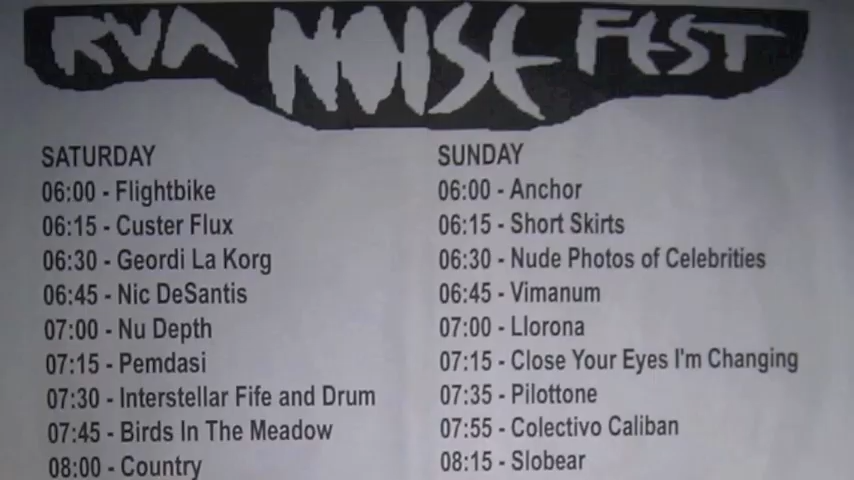 RVA NOISE FEST
SATURDAY
06:00 - Flightbike
06:15 - Custer Flux
06:30 - Geordi La Korg
06:45 - Nic DeSantis
07:00 - Nu Depth
07:15 - Pemdasi
07:30 - Interstellar Fife and Drum
07:45 - Birds In The Meadow
08:00 - Country
SUNDAY
06:00 - Anchor
06:15 - Short Skirts
06:30 - Nude Photos of Celebrities
06:45 - Vimanum
07:00 - Llorona
07:15 - Close Your Eyes I'm Changing
07:35 - Pilottone
07:55 - Colectivo Caliban
08:15 - Slobear